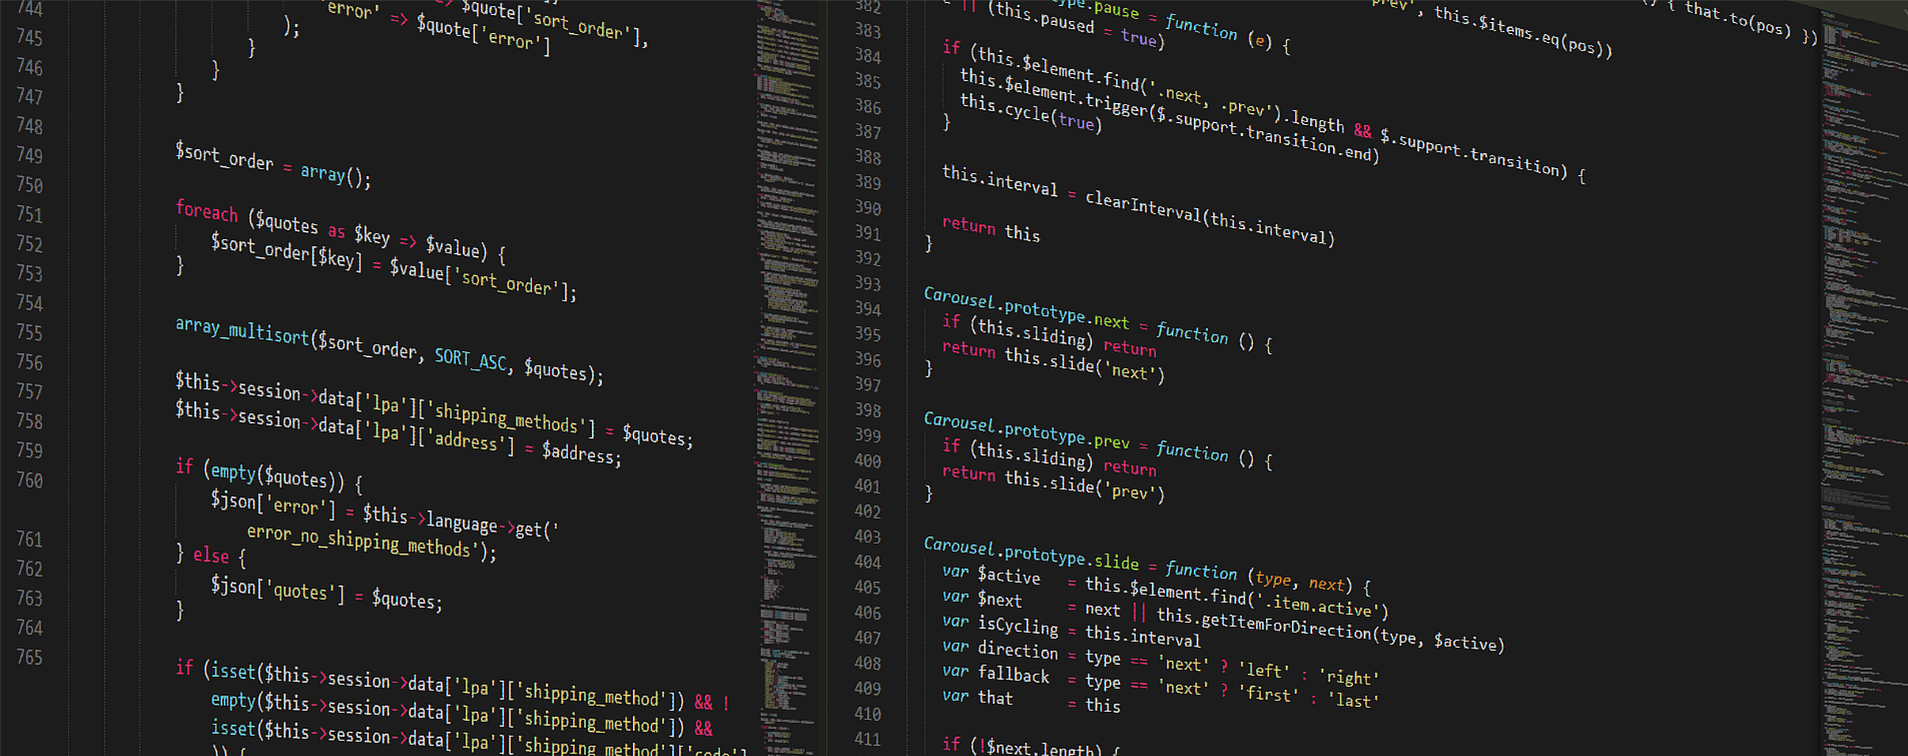 'error' => $quote['error']
$quote['sort_order'],
);
744 }
745 }
746 }
747
748 $sort_order = array();
749
750 foreach ($quotes as $key => $value) {
751 $sort_order[$key] = $value['sort_order'];
752 }
753
754 array_multisort($sort_order, SORT_ASC, $quotes);
755
756 $this->session->data['lpa']['shipping_methods'] = $quotes;
757 $this->session->data['lpa']['address'] = $address;
758
759 if (empty($quotes)) {
760 $json['error'] = $this->language->get('
error_no_shipping_methods');
761 } else {
762 $json['quotes'] = $quotes;
763 }
764
765 if (isset($this->session->data['lpa']['shipping_method']) && !
empty($this->session->data['lpa']['shipping_method']) &&
isset($this->session->data['lpa']['shipping_method']['code']
)) {
', this.$items.eq(pos))
{ that.to(pos) })
.pause = function (e) {
|| (this.paused = true)
382
383 if (this.$element.find('.next, .prev').length && $.support.transition) {
384 this.$element.trigger($.support.transition.end)
385 this.cycle(true)
386 }
387
388 this.interval = clearInterval(this.interval)
389
390 return this
391 }
392
393 Carousel.prototype.next = function () {
394 if (this.sliding) return
395 return this.slide('next')
396 }
397
398 Carousel.prototype.prev = function () {
399 if (this.sliding) return
400 return this.slide('prev')
401 }
402
403 Carousel.prototype.slide = function (type, next) {
404 var $active = this.$element.find('.item.active')
405 var $next = next || this.getItemForDirection(type, $active)
406 var isCycling = this.interval
407 var direction = type == 'next' ? 'left' : 'right'
408 var fallback = type == 'next' ? 'first' : 'last'
409 var that = this
410
411 if (!$next.length) {